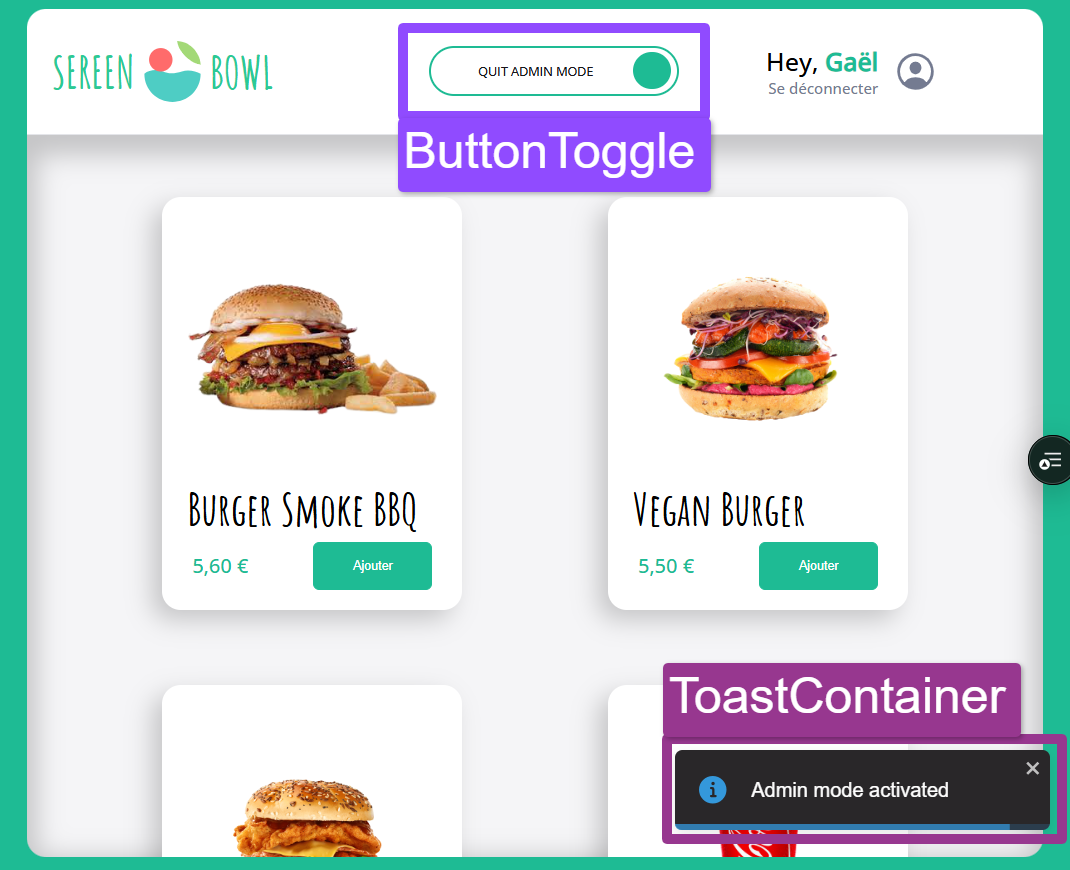 SEREEN BOWL
QUIT ADMIN MODE
Hey, Gaël
Se déconnecter
ButtonToggle
Burger Smoke BBQ
5,60 €
Ajouter
Vegan Burger
5,50 €
Ajouter
ToastContainer
Admin mode activated